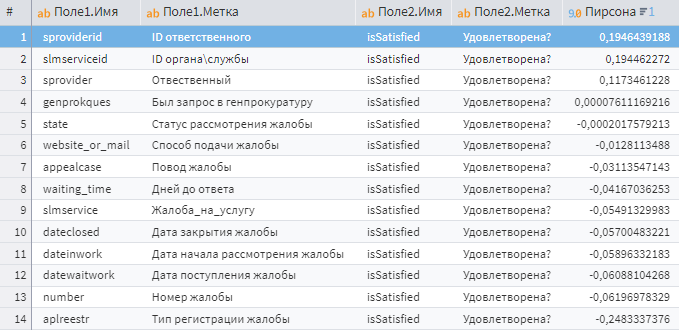 # ab Поле1.Имя ab Поле1.Метка ab Поле2.Имя ab Поле2.Метка 9.0 Пирсона 1
1 sproviderid ID ответственного isSatisfied Удовлетворена? 0,1946439188
2 slmserviceid ID органа\службы isSatisfied Удовлетворена? 0,194462272
3 sprovider Отвественный isSatisfied Удовлетворена? 0,1173461228
4 genprokques Был запрос в генпрокуратуру isSatisfied Удовлетворена? 0,00007611169216
5 state Статус рассмотрения жалобы isSatisfied Удовлетворена? -0,0002017579213
6 website_or_mail Способ подачи жалобы isSatisfied Удовлетворена? -0,0128113488
7 appealcase Повод жалобы isSatisfied Удовлетворена? -0,03113547143
8 waiting_time Дней до ответа isSatisfied Удовлетворена? -0,04167036253
9 slmservice Жалоба_на_услугу isSatisfied Удовлетворена? -0,05491329983
10 dateclosed Дата закрытия жалобы isSatisfied Удовлетворена? -0,05700483221
11 dateinwork Дата начала рассмотрения жалобы isSatisfied Удовлетворена? -0,05896332183
12 datewaitwork Дата поступления жалобы isSatisfied Удовлетворена? -0,06088104268
13 number Номер жалобы isSatisfied Удовлетворена? -0,06196978329
14 aplreestr Тип регистрации жалобы isSatisfied Удовлетворена? -0,2483337376